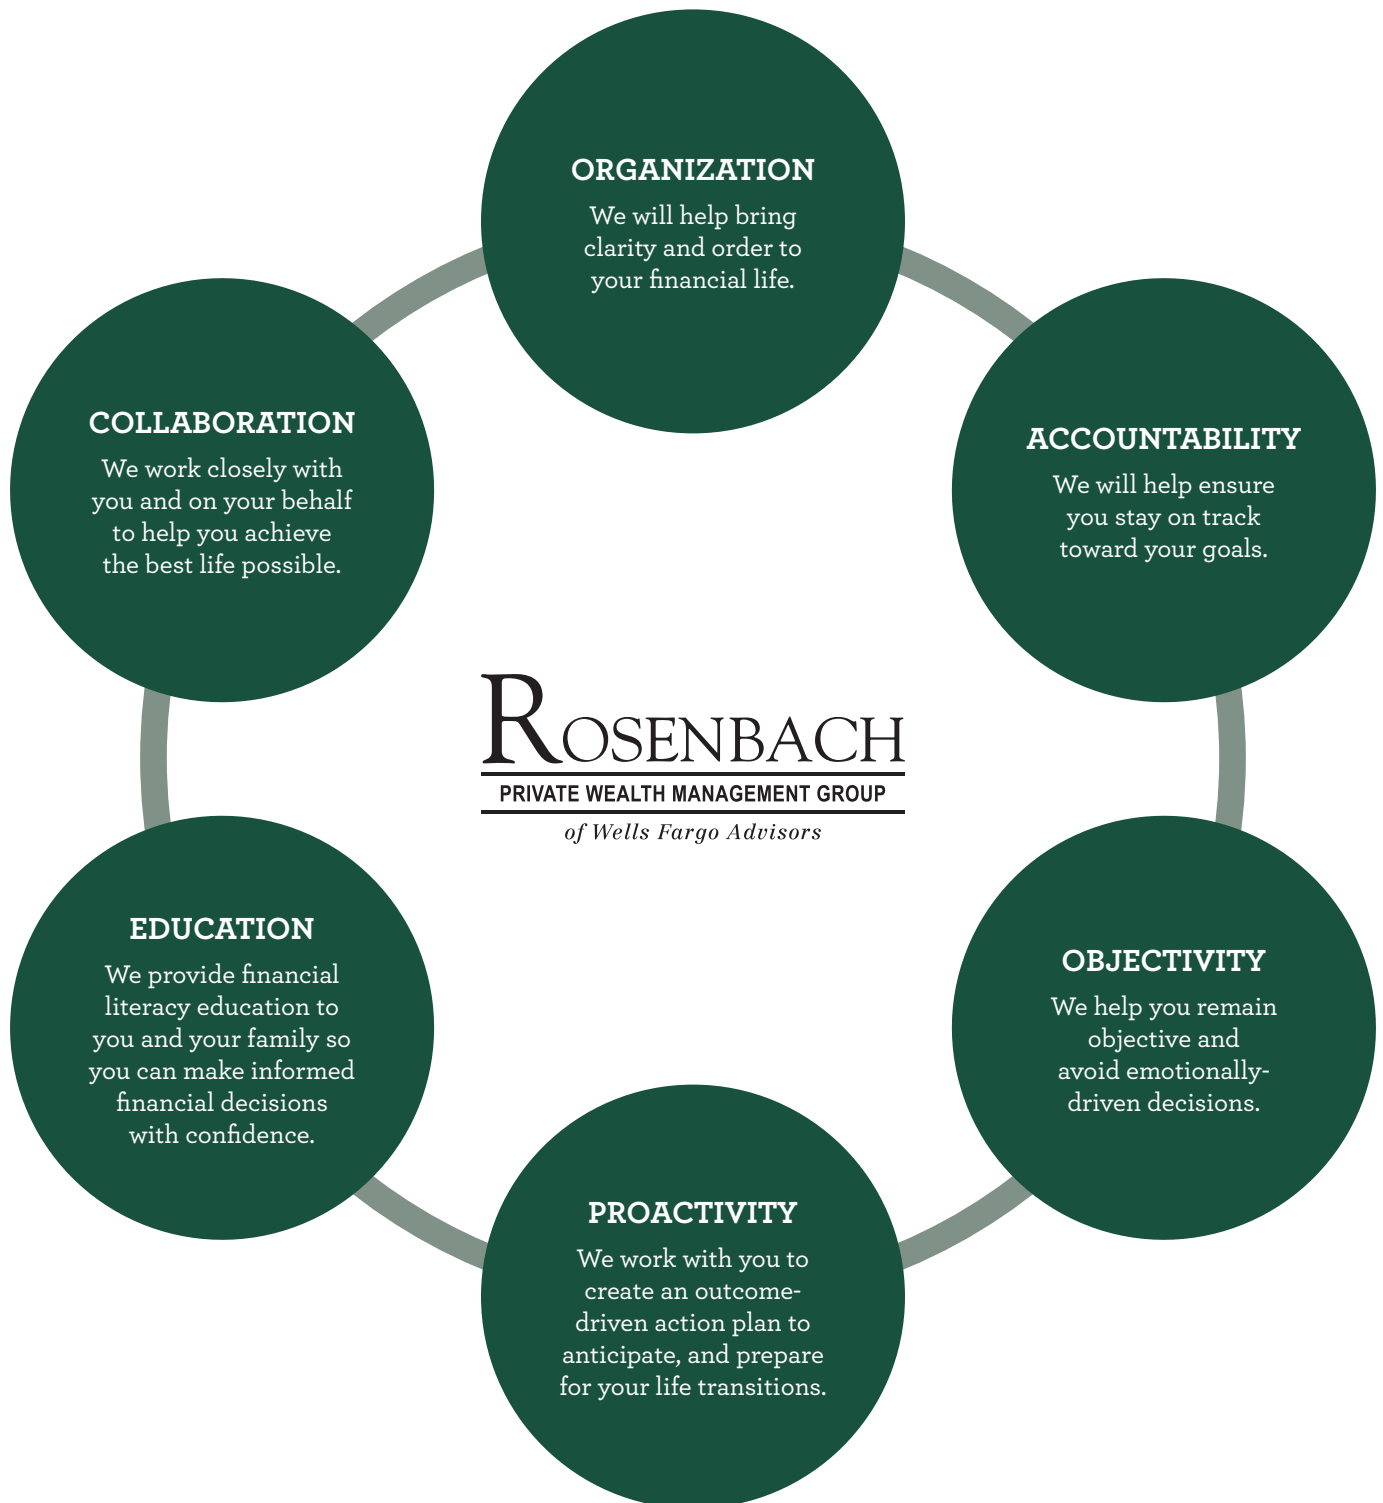 ORGANIZATION
We will help bring
clarity and order to
your financial life.
ACCOUNTABILITY
We will help ensure
you stay on track
toward your goals.
OBJECTIVITY
We help you remain
objective and
avoid emotionally-
driven decisions.
PROACTIVITY
We work with you to
create an outcome-
driven action plan to
anticipate, and prepare
for your life transitions.
EDUCATION
We provide financial
literacy education to
you and your family so
you can make informed
financial decisions
with confidence.
COLLABORATION
We work closely with
you and on your behalf
to help you achieve
the best life possible.
ROSENBACH
PRIVATE WEALTH MANAGEMENT GROUP
of Wells Fargo Advisors